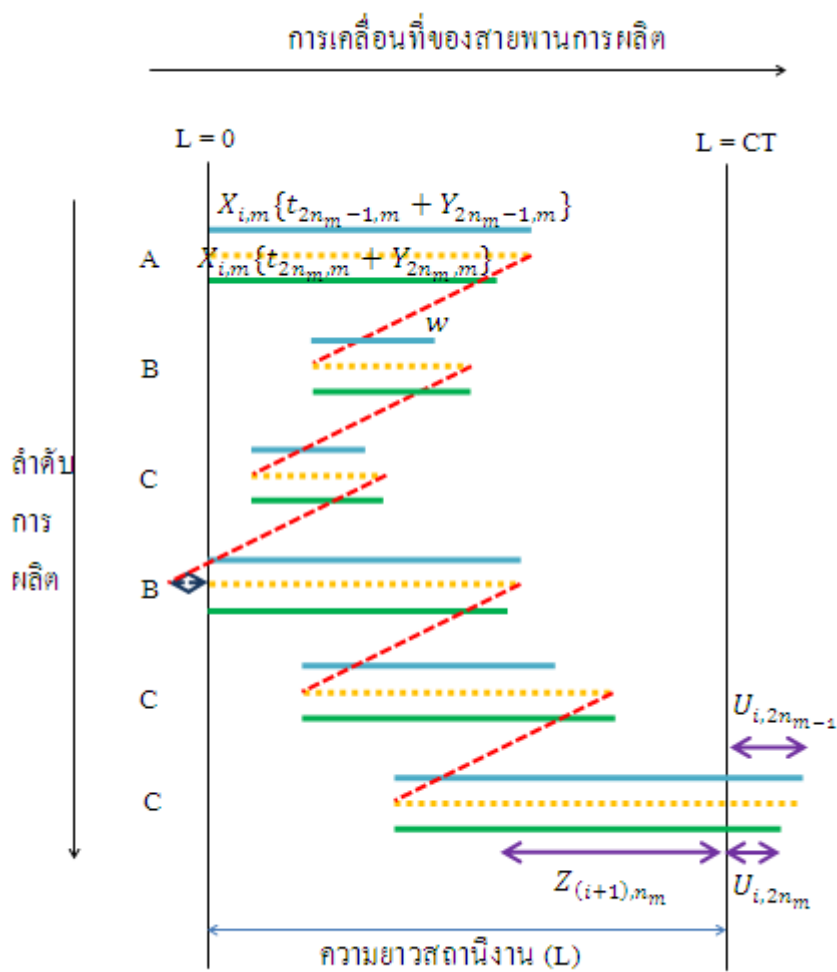 การเคลื่อนที่ของสายพานการผลิต
L = 0
L = CT
X_{i,m}{t_{2n_m-1,m} + Y_{2n_m-1,m}}
A
X_{i,m}{t_{2n_m,m} + Y_{2n_m,m}}
w
B
C
ลำดับ
การ
ผลิต
B
C
U_{i,2n_{m-1}}
C
Z_{(i+1),n_m}
U_{i,2n_m}
ความยาวสถานีงาน (L)